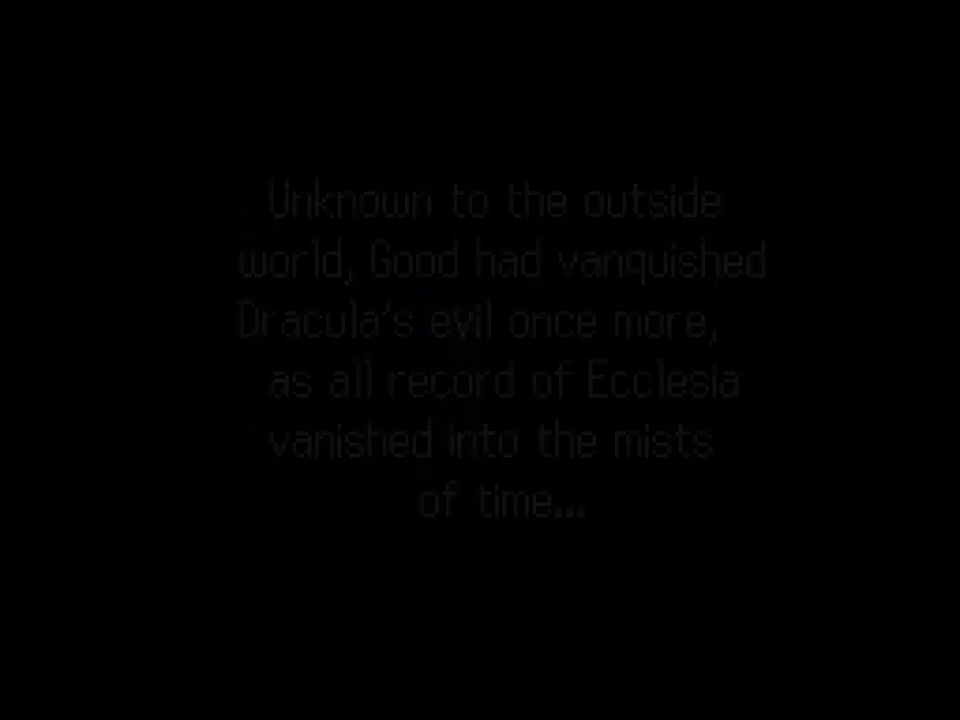 Unknown to the outside
world, Good had vanquished
Dracula's evil once more,
as all record of Ecclesia
vanished into the mists
of time...